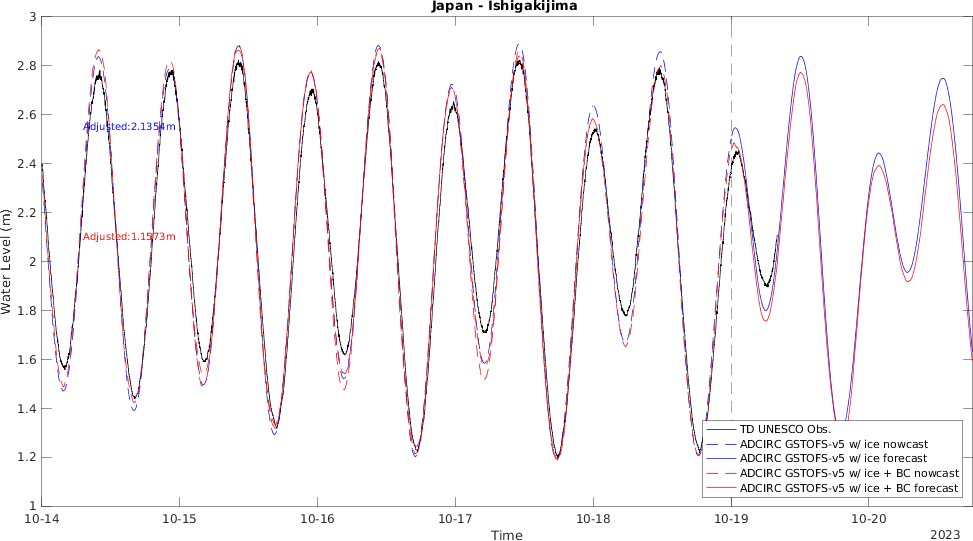 Japan - Ishigakijima
3
2.8
2.6
2.4
2.2
2
1.8
1.6
1.4
1.2
1
Water Level (m)
Adjusted:2.1354m
Adjusted:1.1573m
TD UNESCO Obs.
ADCIRC GSTOFS-v5 w/ ice nowcast
ADCIRC GSTOFS-v5 w/ ice forecast
ADCIRC GSTOFS-v5 w/ ice + BC nowcast
ADCIRC GSTOFS-v5 w/ ice + BC forecast
10-14 10-15 10-16 10-17 10-18 10-19 10-20
Time
2023